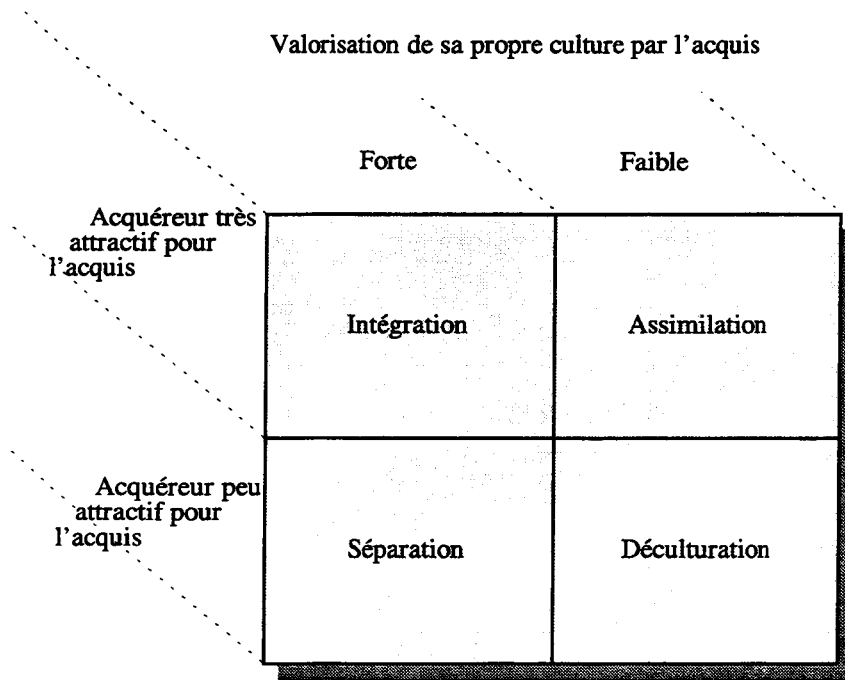 Valorisation de sa propre culture par l'acquis
Forte Faible
Acquéreur très
attractif pour
l'acquis
Intégration Assimilation
Acquéreur peu
attractif pour
l'acquis
Séparation Déculturation